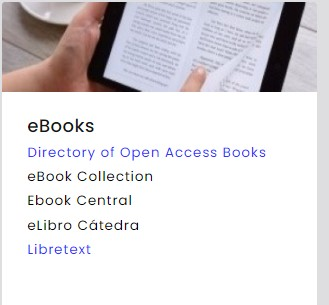 eBooks
Directory of Open Access Books
eBook Collection
Ebook Central
eLibro Cátedra
Libretext